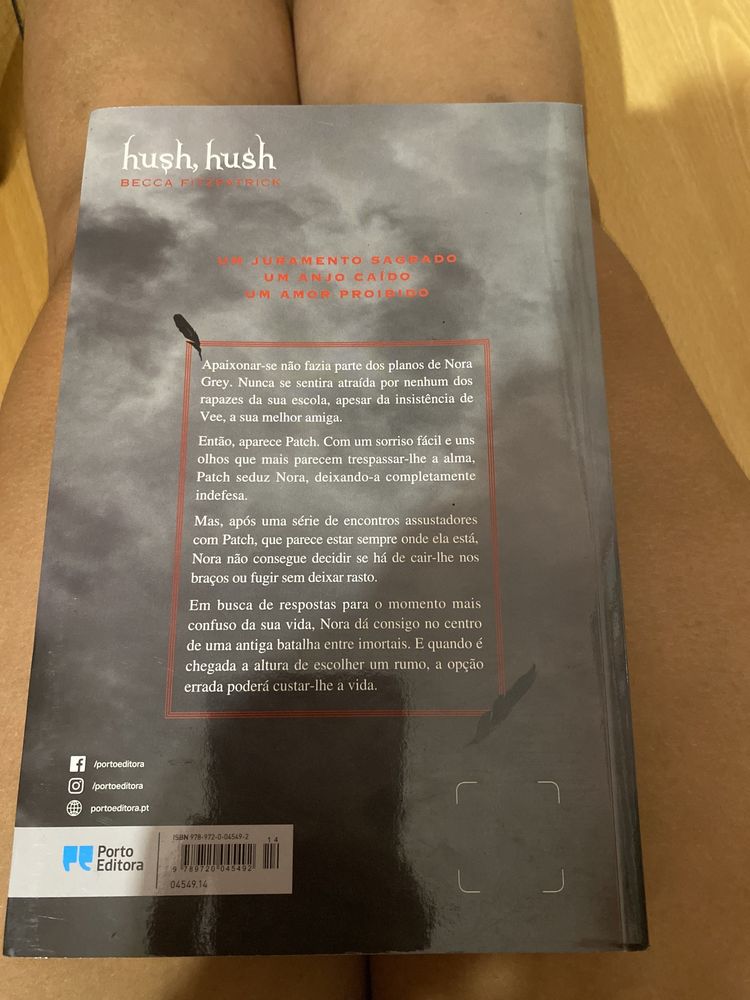 hush, hush
BECCA FITZPATRICK
UM JURAMENTO SAGRADO
UM ANJO CAÍDO
UM AMOR PROIBIDO
Apaixonar-se não fazia parte dos planos de Nora
Grey. Nunca se sentira atraída por nenhum dos
rapazes da sua escola, apesar da insistência de
Vee, a sua melhor amiga.
Então, aparece Patch. Com um sorriso fácil e uns
olhos que mais parecem trespassar-lhe a alma,
Patch seduz Nora, deixando-a completamente
indefesa.
Mas, após uma série de encontros assustadores
com Patch, que parece estar sempre onde ela está,
Nora não consegue decidir se há de cair-lhe nos
braços ou fugir sem deixar rasto.
Em busca de respostas para o momento mais
confuso da sua vida, Nora dá consigo no centro
de uma antiga batalha entre imortais. E quando é
chegada a altura de escolher um rumo, a opção
errada poderá custar-lhe a vida.
/portoeditora
/portoeditora
portoeditora.pt
Porto
Editora
ISBN 978-972-0-04549-2
14
9 789720 045492
04549.14